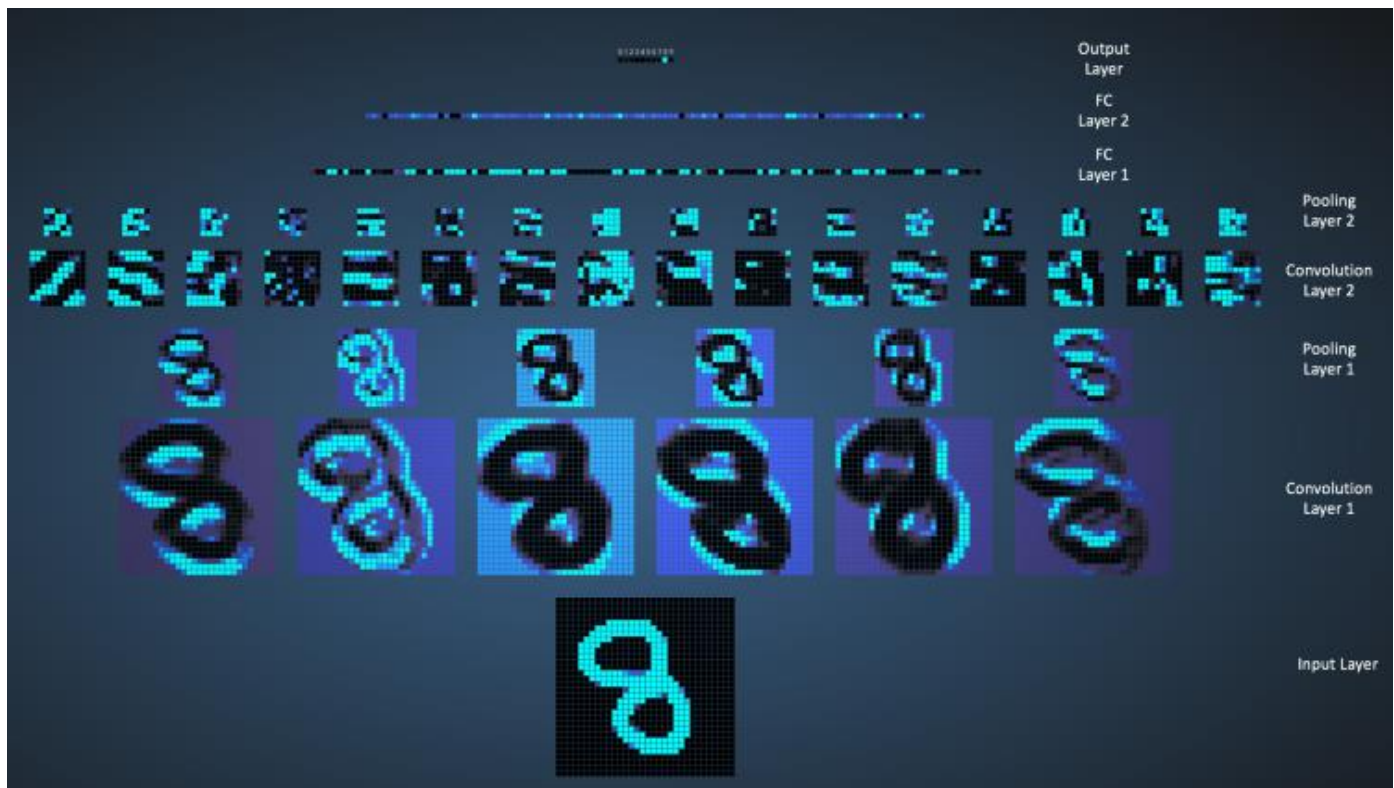 0123456789
Output
Layer
FC
Layer 2
FC
Layer 1
Pooling
Layer 2
Convolution
Layer 2
Pooling
Layer 1
Convolution
Layer 1
Input Layer